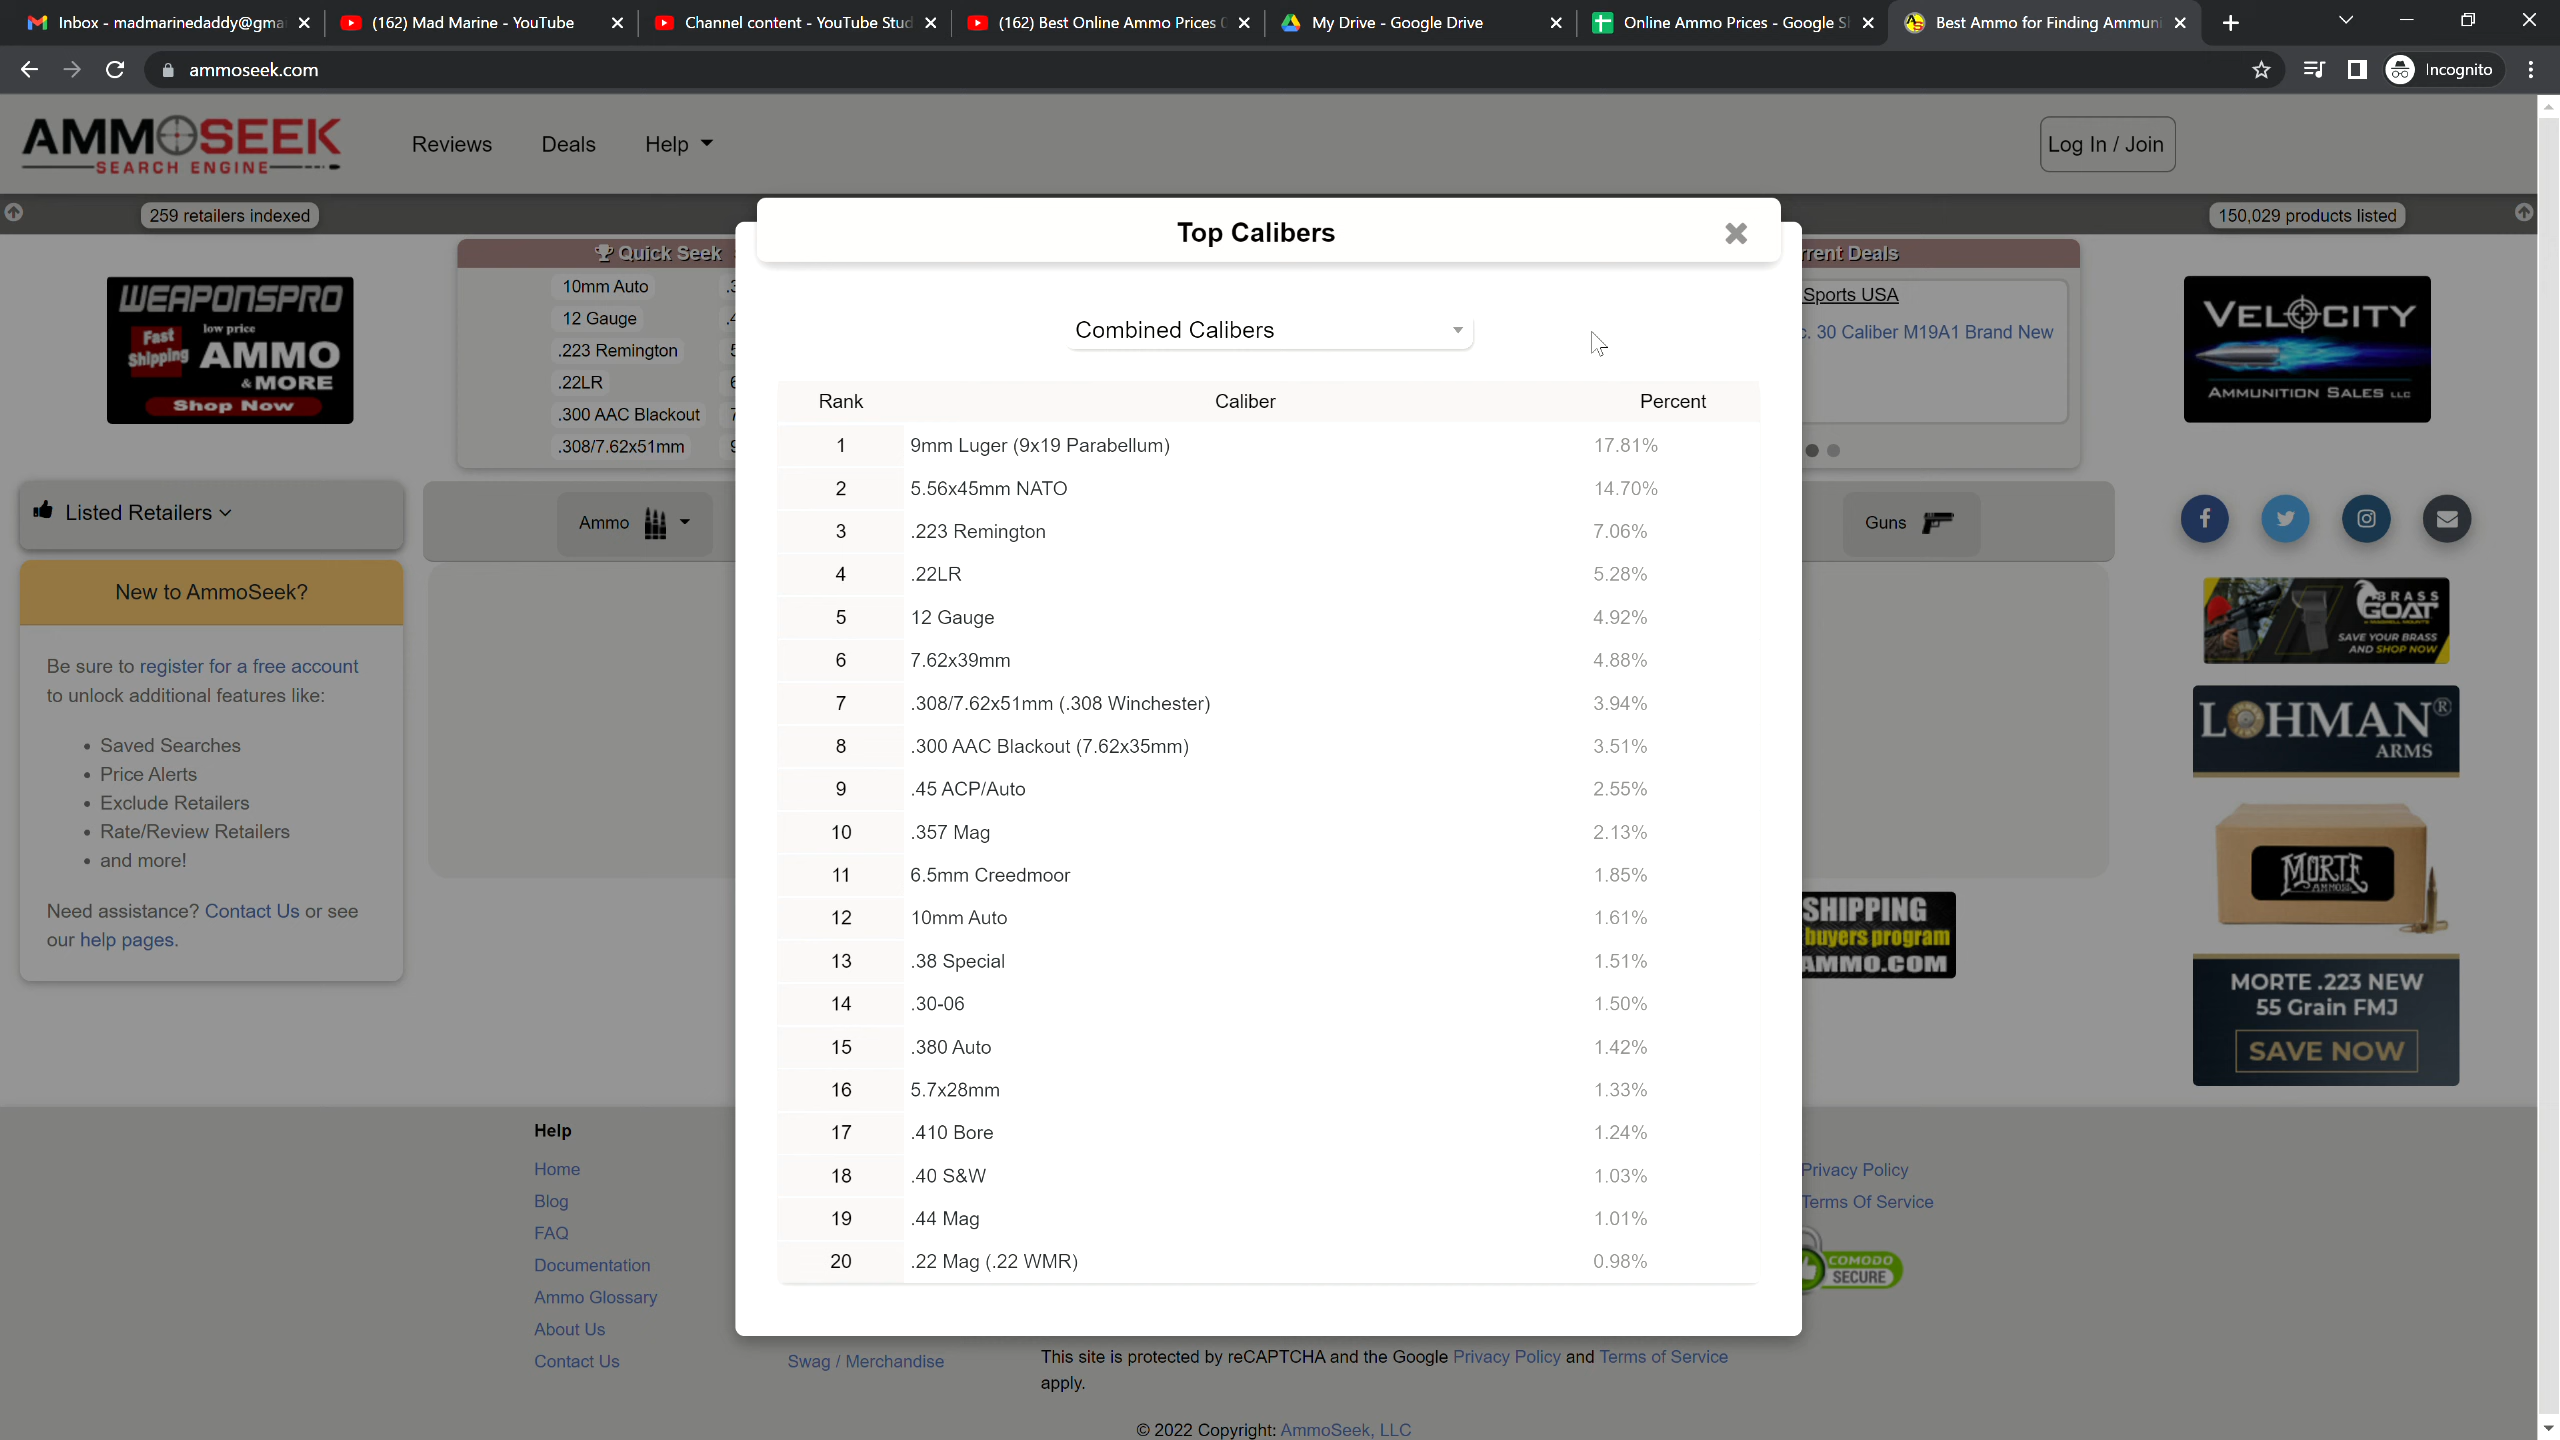 Inbox - madmarinedaddy@gmai
(162) Mad Marine - YouTube
Channel content - YouTube Stud
(162) Best Online Ammo Prices
My Drive - Google Drive
Online Ammo Prices - Google S
Best Ammo for Finding Ammuni
ammoseek.com
Incognito
AMMOSEEK
SEARCH ENGINE
Reviews
Deals
Help
Log In / Join
259 retailers indexed
150,029 products listed
Top Calibers
Quick Seek
rrent Deals
10mm Auto
12 Gauge
.223 Remington
.22LR
.300 AAC Blackout
.308/7.62x51mm
Sports USA
. 30 Caliber M19A1 Brand New
WEAPONSPRO
Fast Shipping
low price
AMMO
& MORE
Shop Now
VELOCITY
AMMUNITION SALES LLC
Combined Calibers
Rank Caliber Percent
1 9mm Luger (9x19 Parabellum) 17.81%
2 5.56x45mm NATO 14.70%
3 .223 Remington 7.06%
4 .22LR 5.28%
5 12 Gauge 4.92%
6 7.62x39mm 4.88%
7 .308/7.62x51mm (.308 Winchester) 3.94%
8 .300 AAC Blackout (7.62x35mm) 3.51%
9 .45 ACP/Auto 2.55%
10 .357 Mag 2.13%
11 6.5mm Creedmoor 1.85%
12 10mm Auto 1.61%
13 .38 Special 1.51%
14 .30-06 1.50%
15 .380 Auto 1.42%
16 5.7x28mm 1.33%
17 .410 Bore 1.24%
18 .40 S&W 1.03%
19 .44 Mag 1.01%
20 .22 Mag (.22 WMR) 0.98%
Listed Retailers
Ammo
Guns
New to AmmoSeek?
Be sure to register for a free account
to unlock additional features like:
• Saved Searches
• Price Alerts
• Exclude Retailers
• Rate/Review Retailers
• and more!
Need assistance? Contact Us or see
our help pages.
BRASS
GOAT
SAVE YOUR BRASS
AND SHOP NOW
LOHMAN®
ARMS
MORTE
MORTE .223 NEW
55 Grain FMJ
SAVE NOW
SHIPPING
buyers program
AMMO.COM
Help
Home
Blog
FAQ
Documentation
Ammo Glossary
About Us
Contact Us
Swag / Merchandise
Privacy Policy
Terms Of Service
COMODO
SECURE
This site is protected by reCAPTCHA and the Google Privacy Policy and Terms of Service
apply.
© 2022 Copyright: AmmoSeek, LLC